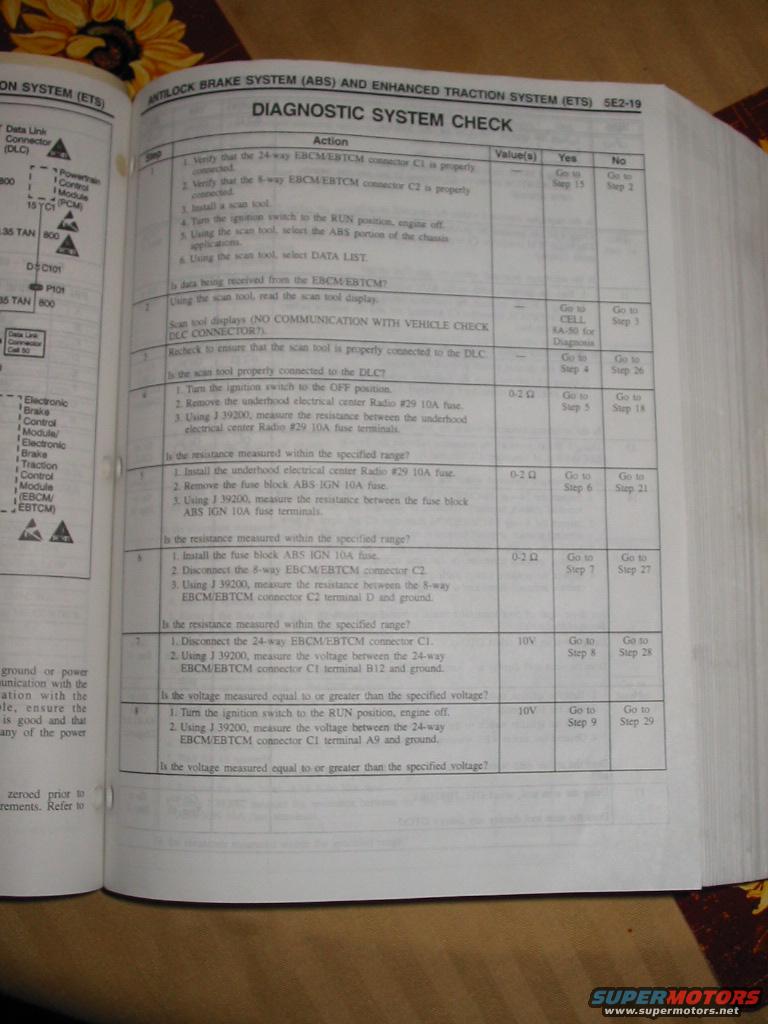 ON SYSTEM (ETS)
Data Link
Connector
(DLC)
Powertrain
Control
Module
(PCM)
800
15 C1
.35 TAN 800
D C101
P101
35 TAN 800
Data Link
Connector
Cell 50
Electronic
Brake
Control
Module/
Electronic
Brake
Traction
Control
Module
(EBCM/
EBTCM)
ground or power
unication with the
ation with the
le, ensure the
is good and that
any of the power
zeroed prior to
rements. Refer to
ANTILOCK BRAKE SYSTEM (ABS) AND ENHANCED TRACTION SYSTEM (ETS) 5E2-19
DIAGNOSTIC SYSTEM CHECK
Step Action Value(s) Yes No
1 1. Verify that the 24-way EBCM/EBTCM connector C1 is properly — Go to Go to
connected. Step 15 Step 2
2. Verify that the 8-way EBCM/EBTCM connector C2 is properly
connected.
3. Install a scan tool.
4. Turn the ignition switch to the RUN position, engine off.
5. Using the scan tool, select the ABS portion of the chassis
applications.
6. Using the scan tool, select DATA LIST.
Is data being received from the EBCM/EBTCM?
2 Using the scan tool, read the scan tool display. — Go to Go to
CELL Step 3
Scan tool displays (NO COMMUNICATION WITH VEHICLE CHECK 8A-50 for
DLC CONNECTOR?). Diagnosis
3 Recheck to ensure that the scan tool is properly connected to the DLC. — Go to Go to
Step 4 Step 26
Is the scan tool properly connected to the DLC?
4 1. Turn the ignition switch to the OFF position. 0-2 Ω Go to Go to
2. Remove the underhood electrical center Radio #29 10A fuse. Step 5 Step 18
3. Using J 39200, measure the resistance between the underhood
electrical center Radio #29 10A fuse terminals.
Is the resistance measured within the specified range?
5 1. Install the underhood electrical center Radio #29 10A fuse. 0-2 Ω Go to Go to
2. Remove the fuse block ABS IGN 10A fuse. Step 6 Step 21
3. Using J 39200, measure the resistance between the fuse block
ABS IGN 10A fuse terminals.
Is the resistance measured within the specified range?
6 1. Install the fuse block ABS IGN 10A fuse. 0-2 Ω Go to Go to
2. Disconnect the 8-way EBCM/EBTCM connector C2. Step 7 Step 27
3. Using J 39200, measure the resistance between the 8-way
EBCM/EBTCM connector C2 terminal D and ground.
Is the resistance measured within the specified range?
7 1. Disconnect the 24-way EBCM/EBTCM connector C1. 10V Go to Go to
2. Using J 39200, measure the voltage between the 24-way Step 8 Step 28
EBCM/EBTCM connector C1 terminal B12 and ground.
Is the voltage measured equal to or greater than the specified voltage?
8 1. Turn the ignition switch to the RUN position, engine off. 10V Go to Go to
2. Using J 39200, measure the voltage between the 24-way Step 9 Step 29
EBCM/EBTCM connector C1 terminal A9 and ground.
Is the voltage measured equal to or greater than the specified voltage?
SUPERMOTORS
www.supermotors.net